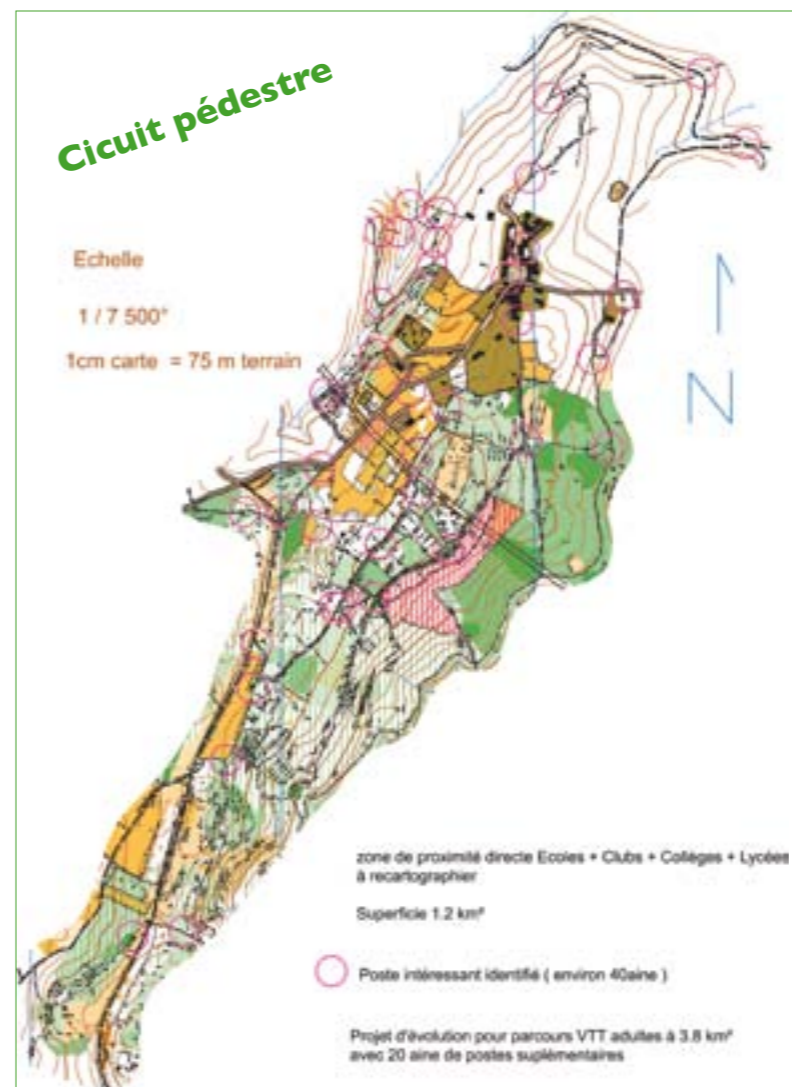 Cicuit pédestre
Echelle
1 / 7 500°
1cm carte = 75 m terrain
N
zone de proximité directe Ecoles + Clubs + Collèges + Lycées
à recartographier
Superficie 1.2 km²
Poste intéressant identifié ( environ 40aine )
Projet d'évolution pour parcours VTT adultes à 3.8 km²
avec 20 aine de postes suplémentaires